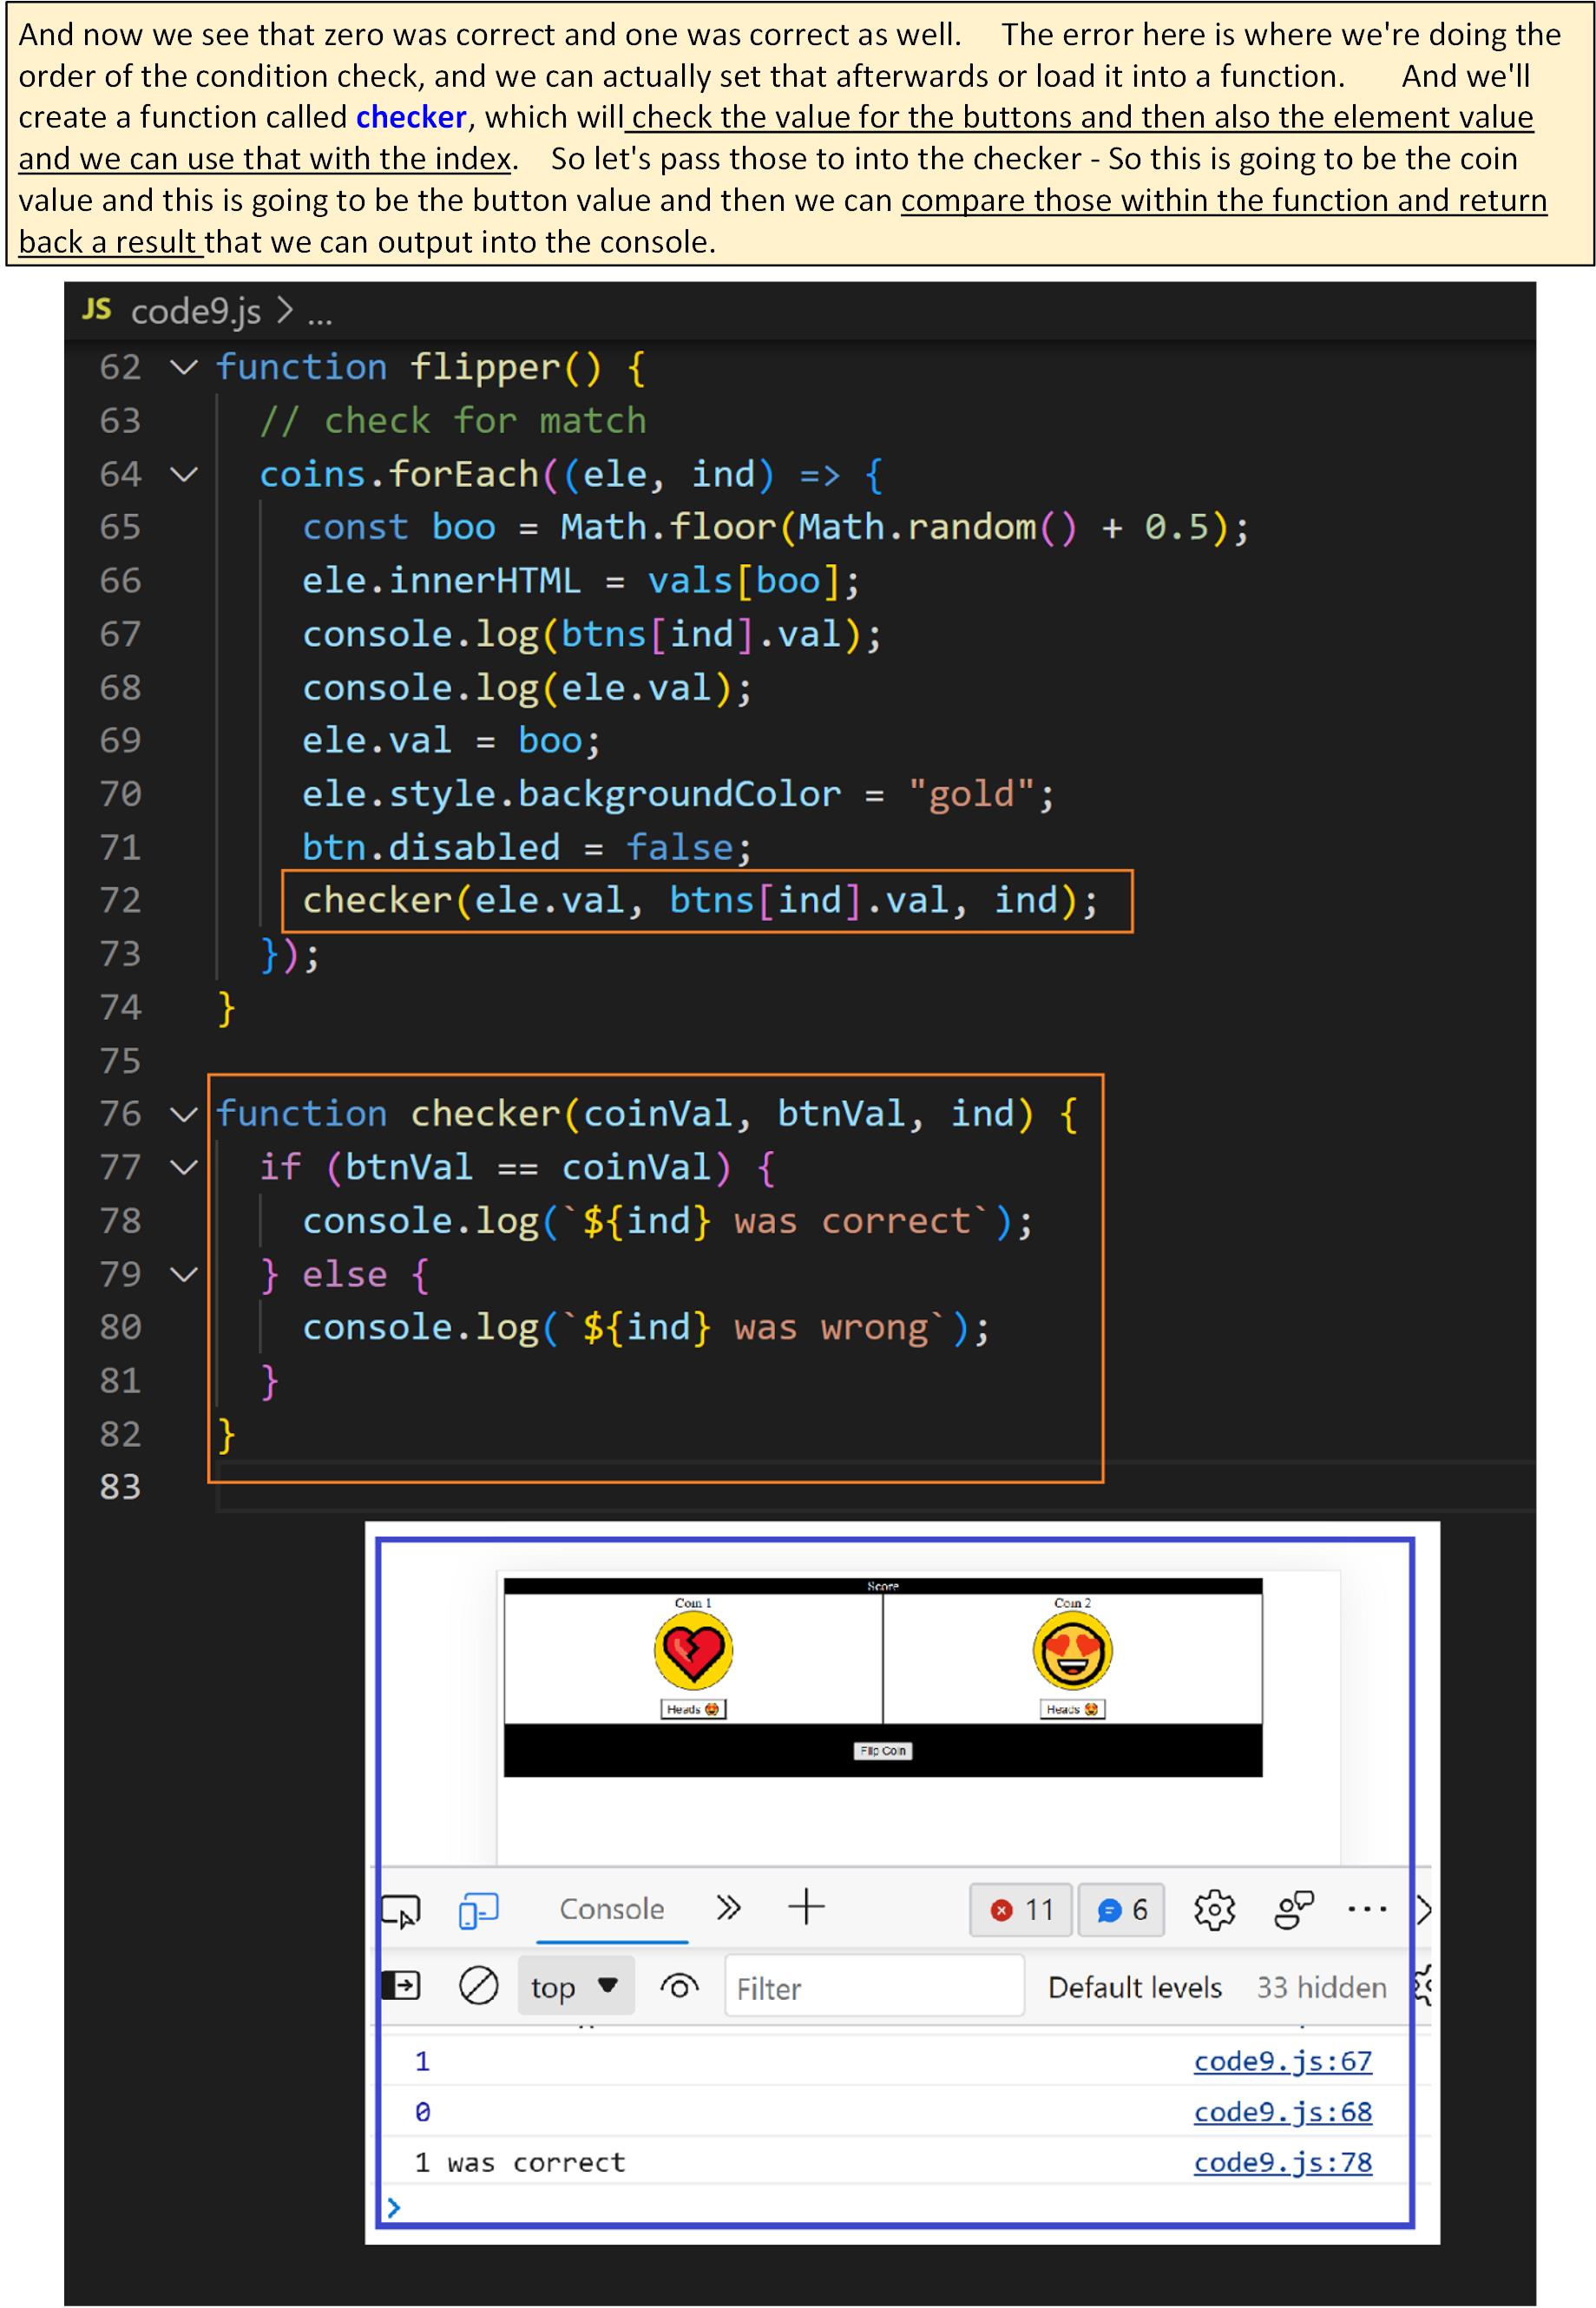 And now we see that zero was correct and one was correct as well. The error here is where we're doing the
order of the condition check, and we can actually set that afterwards or load it into a function. And we'll
create a function called checker, which will check the value for the buttons and then also the element value
and we can use that with the index. So let's pass those to into the checker - So this is going to be the coin
value and this is going to be the button value and then we can compare those within the function and return
back a result that we can output into the console.
JS code9.js > ...
62 function flipper() {
63 // check for match
64 coins.forEach((ele, ind) => {
65 const boo = Math.floor(Math.random() + 0.5);
66 ele.innerHTML = vals[boo];
67 console.log(btns[ind].val);
68 console.log(ele.val);
69 ele.val = boo;
70 ele.style.backgroundColor = "gold";
71 btn.disabled = false;
72 checker(ele.val, btns[ind].val, ind);
73 });
74 }
75
76 function checker(coinVal, btnVal, ind) {
77 if (btnVal == coinVal) {
78 console.log(`${ind} was correct`);
79 } else {
80 console.log(`${ind} was wrong`);
81 }
82 }
83
Score
Coin 1 Coin 2
Heads 😍 Heads 😍
Flip Coin
Console 11 6
top Filter Default levels 33 hidden
1 code9.js:67
0 code9.js:68
1 was correct code9.js:78
>